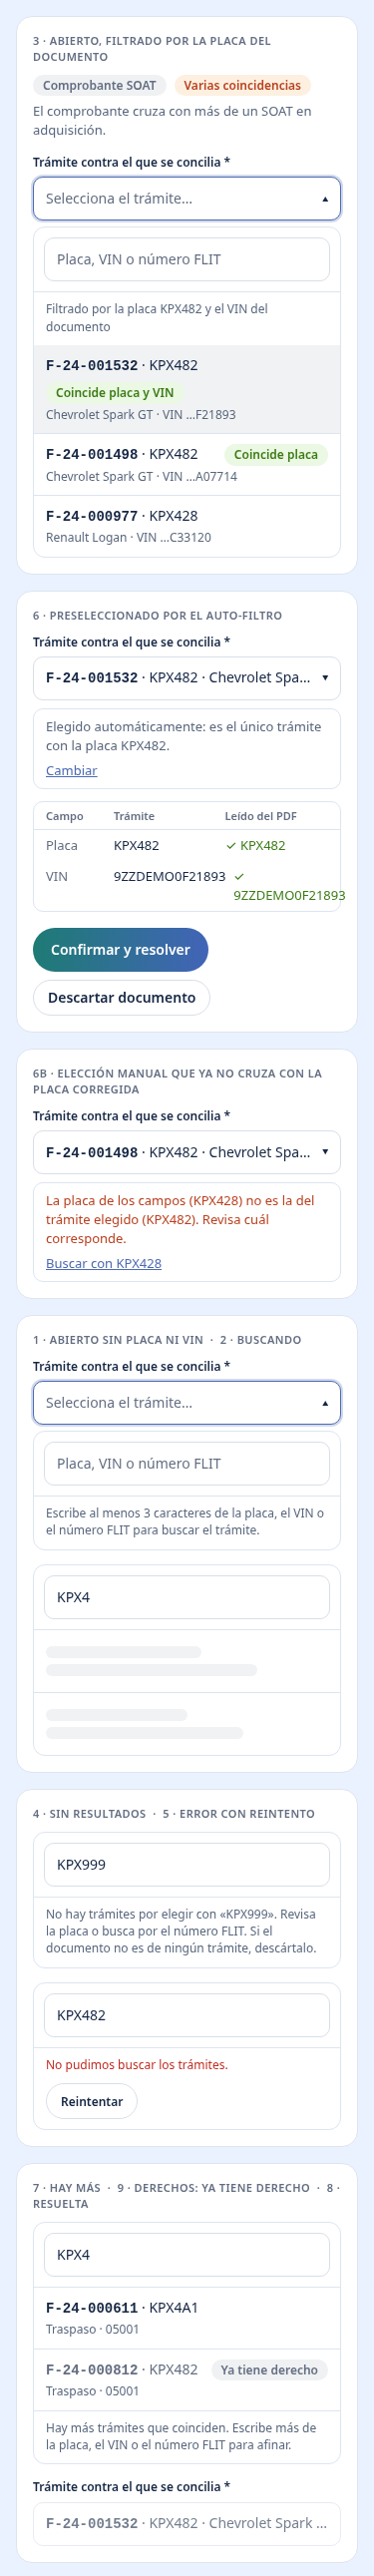 3 · ABIERTO, FILTRADO POR LA PLACA DEL
DOCUMENTO
Comprobante SOAT Varias coincidencias
El comprobante cruza con más de un SOAT en
adquisición.
Trámite contra el que se concilia *
Selecciona el trámite...
Placa, VIN o número FLIT
Filtrado por la placa KPX482 y el VIN del
documento
F-24-001532 · KPX482
Coincide placa y VIN
Chevrolet Spark GT · VIN …F21893
F-24-001498 · KPX482 Coincide placa
Chevrolet Spark GT · VIN …A07714
F-24-000977 · KPX428
Renault Logan · VIN …C33120
6 · PRESELECCIONADO POR EL AUTO-FILTRO
Trámite contra el que se concilia *
F-24-001532 · KPX482 · Chevrolet Spa... ▾
Elegido automáticamente: es el único trámite
con la placa KPX482.
Cambiar
Campo Trámite Leído del PDF
Placa KPX482 ✓ KPX482
VIN 9ZZDEMO0F21893 ✓
9ZZDEMO0F21893
Confirmar y resolver
Descartar documento
6B · ELECCIÓN MANUAL QUE YA NO CRUZA CON LA
PLACA CORREGIDA
Trámite contra el que se concilia *
F-24-001498 · KPX482 · Chevrolet Spa... ▾
La placa de los campos (KPX428) no es la del
trámite elegido (KPX482). Revisa cuál
corresponde.
Buscar con KPX428
1 · ABIERTO SIN PLACA NI VIN · 2 · BUSCANDO
Trámite contra el que se concilia *
Selecciona el trámite...
Placa, VIN o número FLIT
Escribe al menos 3 caracteres de la placa, el VIN o
el número FLIT para buscar el trámite.
KPX4
4 · SIN RESULTADOS · 5 · ERROR CON REINTENTO
KPX999
No hay trámites por elegir con «KPX999». Revisa
la placa o busca por el número FLIT. Si el
documento no es de ningún trámite, descártalo.
KPX482
No pudimos buscar los trámites.
Reintentar
7 · HAY MÁS · 9 · DERECHOS: YA TIENE DERECHO · 8 ·
RESUELTA
KPX4
F-24-000611 · KPX4A1
Traspaso · 05001
F-24-000812 · KPX482 Ya tiene derecho
Traspaso · 05001
Hay más trámites que coinciden. Escribe más de
la placa, el VIN o el número FLIT para afinar.
Trámite contra el que se concilia *
F-24-001532 · KPX482 · Chevrolet Spark ...